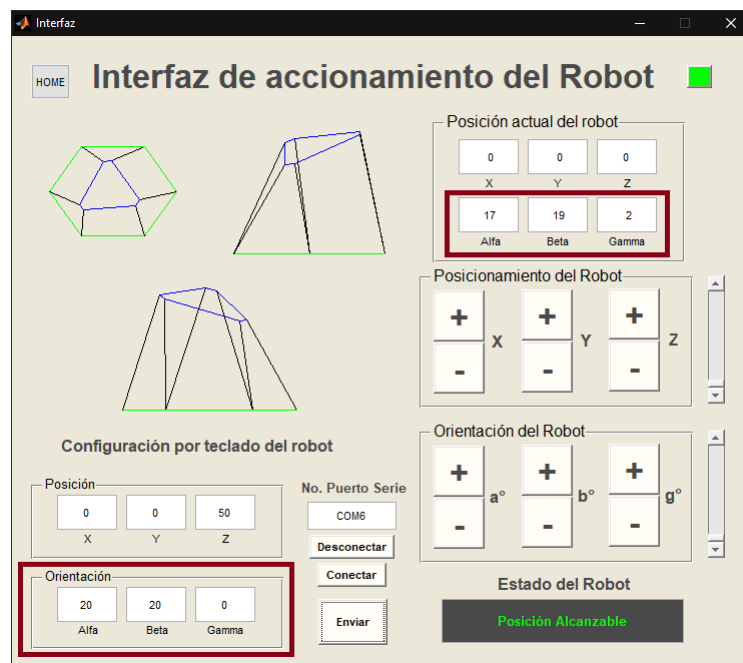 Interfaz
HOME
Interfaz de accionamiento del Robot
Posición actual del robot
0 0 0
X Y Z
17 19 2
Alfa Beta Gamma
Posicionamiento del Robot
+ + +
X Y Z
- - -
Configuración por teclado del robot
Posición
0 0 50
X Y Z
Orientación
20 20 0
Alfa Beta Gamma
No. Puerto Serie
COM6
Desconectar
Conectar
Enviar
Orientación del Robot
+ + +
a° b° g°
- - -
Estado del Robot
Posición Alcanzable